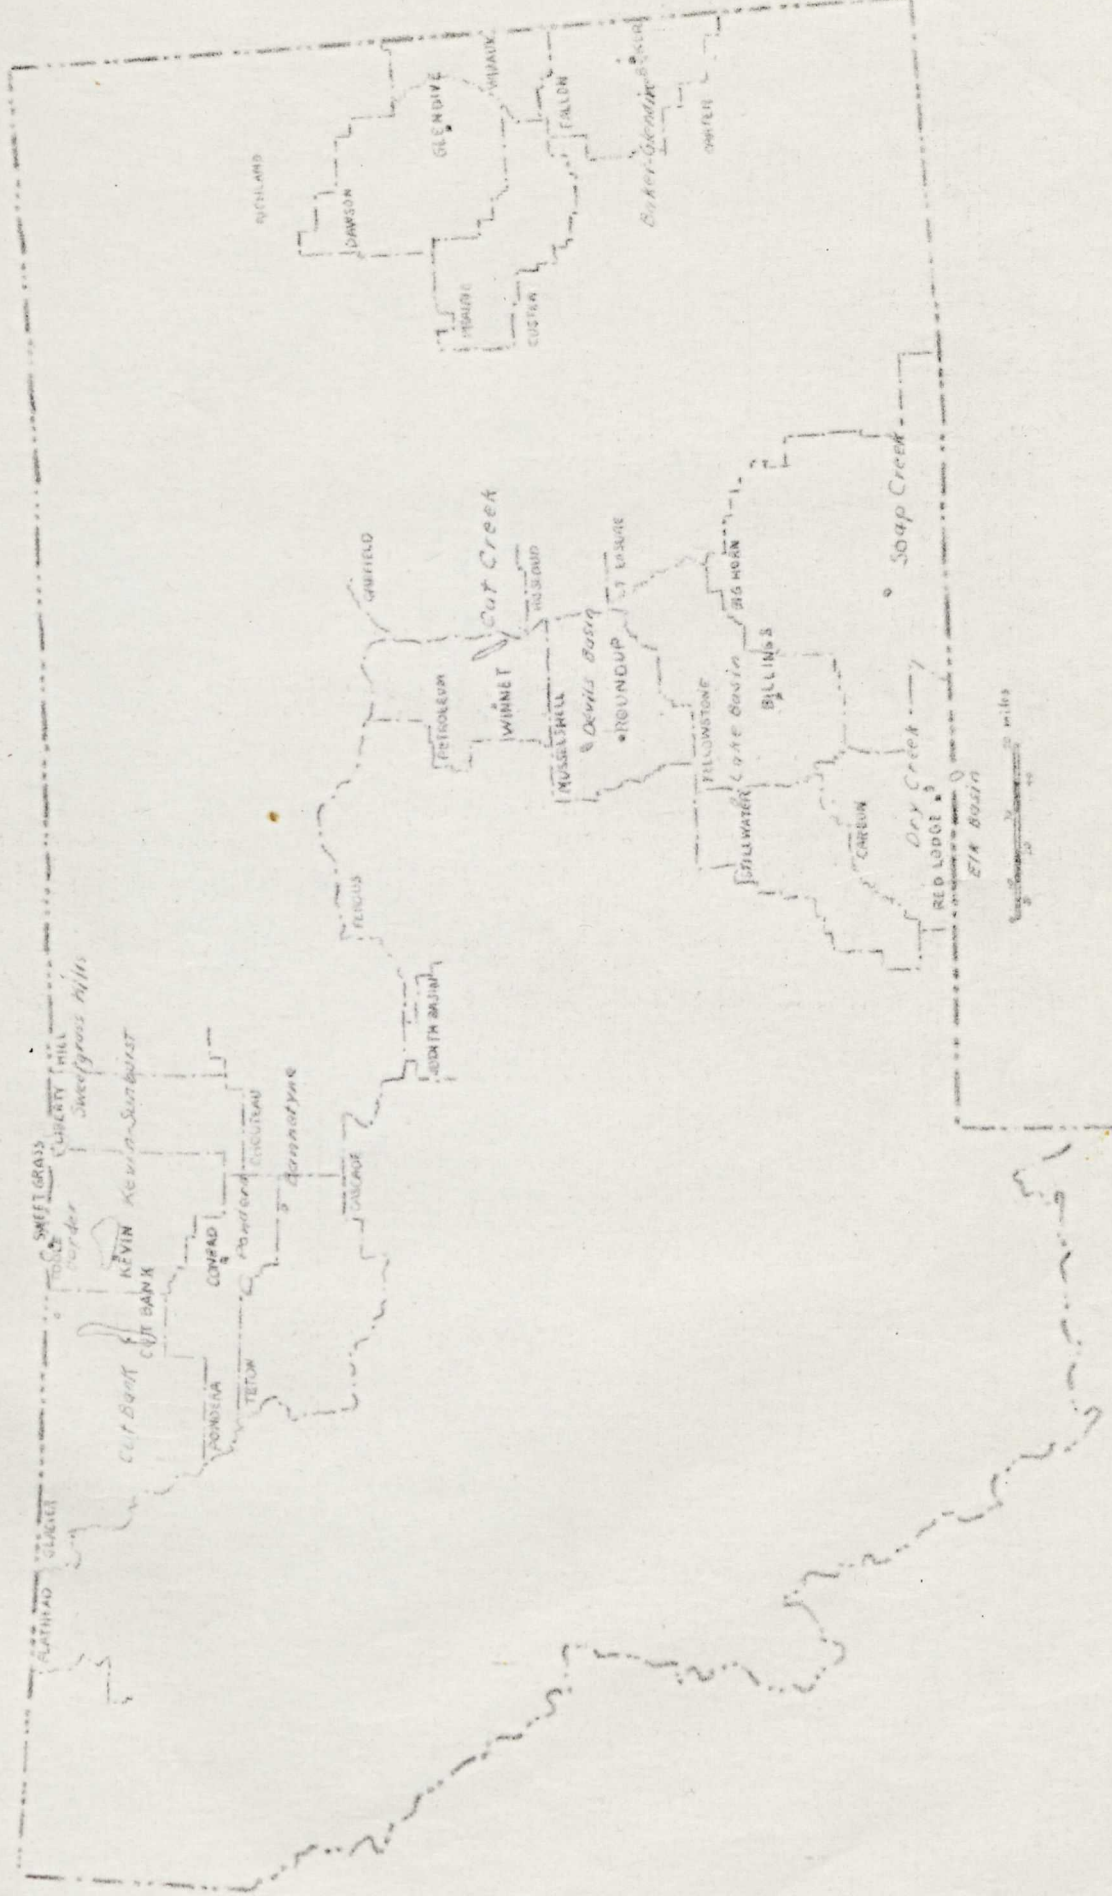 FLATHEAD
GLACIER
SWEET GRASS
TOOLE
Border
LIBERTY
HILL
Sweetgrass Hills
Cut Bank
CUT BANK
KEVIN
Kevin-Sunburst
PONDERA
TETON
CONRAD
Pondera
CHOUTEAU
Bannatyne
CASCADE
JUDITH BASIN
FERGUS
PETROLEUM
GARFIELD
WINNET
Cat Creek
MUSSELSHELL
ROSEBUD
Devils Basin
ROUNDUP
TREASURE
YELLOWSTONE
STILLWATER
Lake Basin
BIG HORN
BILLINGS
CARBON
Dry Creek
RED LODGE
Elk Basin
Soap Creek
RICHLAND
DAWSON
GLENDIVE
WIBAUX
PRAIRIE
CUSTER
FALLON
BAKER
Baker-Glendive
CARTER
miles